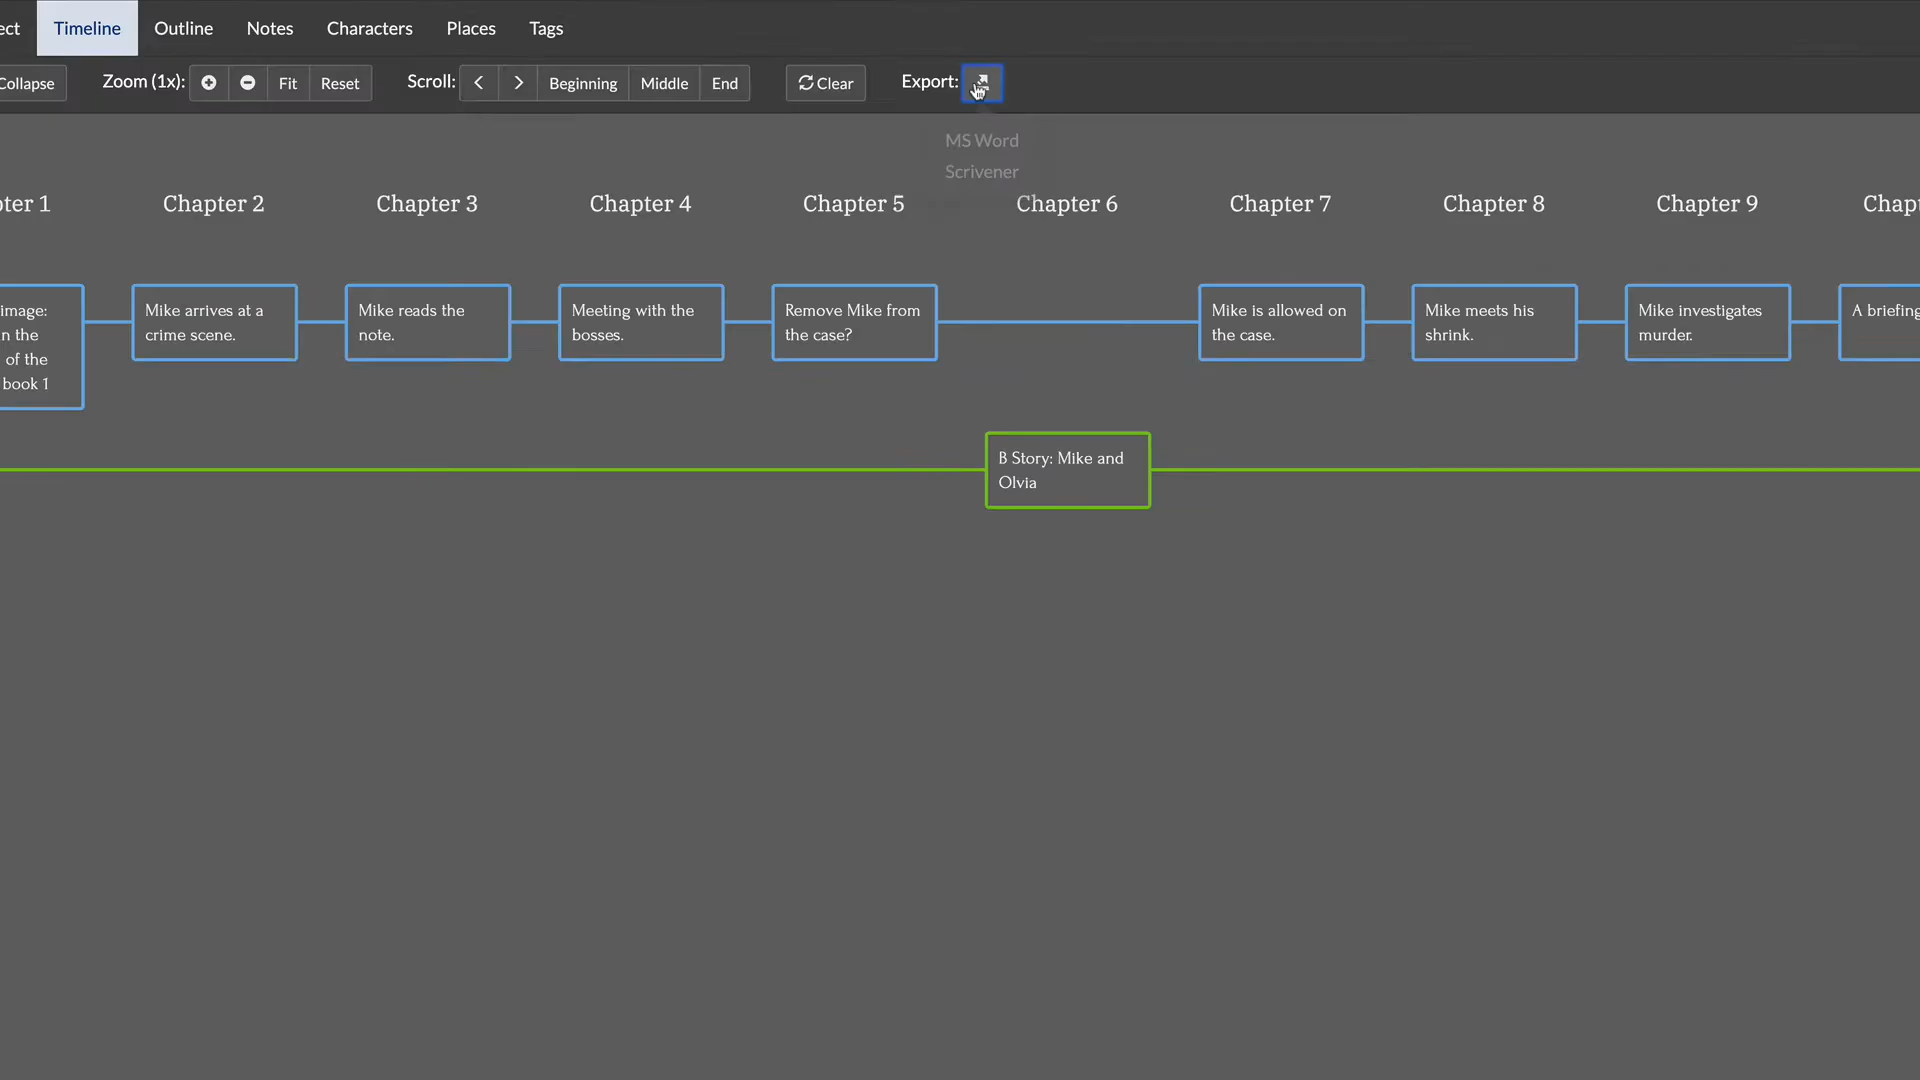 ect Timeline Outline Notes Characters Places Tags
Collapse Zoom (1x): Fit Reset Scroll: Beginning Middle End Clear Export:
MS Word
Scrivener
ter 1 Chapter 2 Chapter 3 Chapter 4 Chapter 5 Chapter 6 Chapter 7 Chapter 8 Chapter 9 Chapt
image:
n the
of the
book 1
Mike arrives at a
crime scene.
Mike reads the
note.
Meeting with the
bosses.
Remove Mike from
the case?
Mike is allowed on
the case.
Mike meets his
shrink.
Mike investigates
murder.
A briefing
B Story: Mike and
Olvia